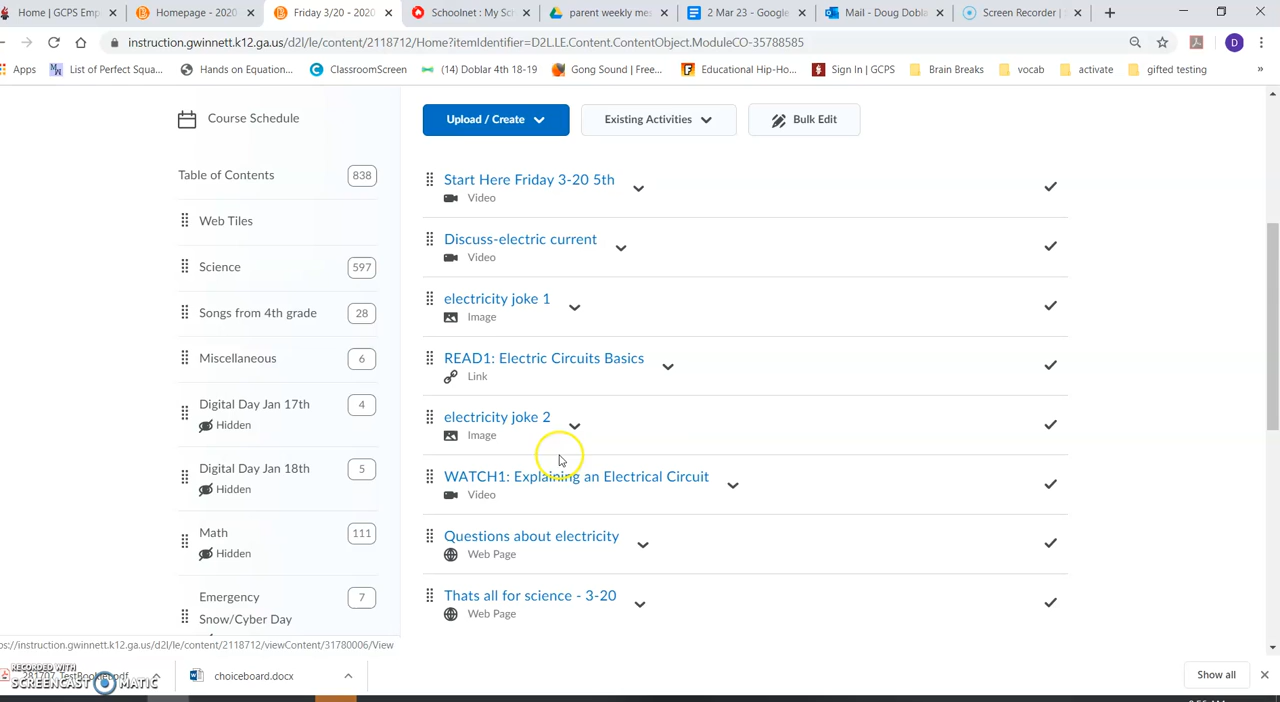 Home | GCPS Emp
Homepage - 2020
Friday 3/20 - 2020
Schoolnet : My Sc
parent weekly me
2 Mar 23 - Google
Mail - Doug Dobla
Screen Recorder |
instruction.gwinnett.k12.ga.us/d2l/le/content/2118712/Home?itemIdentifier=D2L.LE.Content.ContentObject.ModuleCO-35788585
D
Apps
List of Perfect Squa...
Hands on Equation...
ClassroomScreen
(14) Doblar 4th 18-19
Gong Sound | Free...
Educational Hip-Ho...
Sign In | GCPS
Brain Breaks
vocab
activate
gifted testing
»
Course Schedule
Upload / Create
Existing Activities
Bulk Edit
Table of Contents 838
Web Tiles
Science 597
Songs from 4th grade 28
Miscellaneous 6
Digital Day Jan 17th 4
Hidden
Digital Day Jan 18th 5
Hidden
Math 111
Hidden
Emergency 7
Snow/Cyber Day
Start Here Friday 3-20 5th
Video
Discuss-electric current
Video
electricity joke 1
Image
READ1: Electric Circuits Basics
Link
electricity joke 2
Image
WATCH1: Explaining an Electrical Circuit
Video
Questions about electricity
Web Page
Thats all for science - 3-20
Web Page
ps://instruction.gwinnett.k12.ga.us/d2l/le/content/2118712/viewContent/31780006/View
RECORDED WITH
SCREENCAST MATIC
choiceboard.docx
Show all